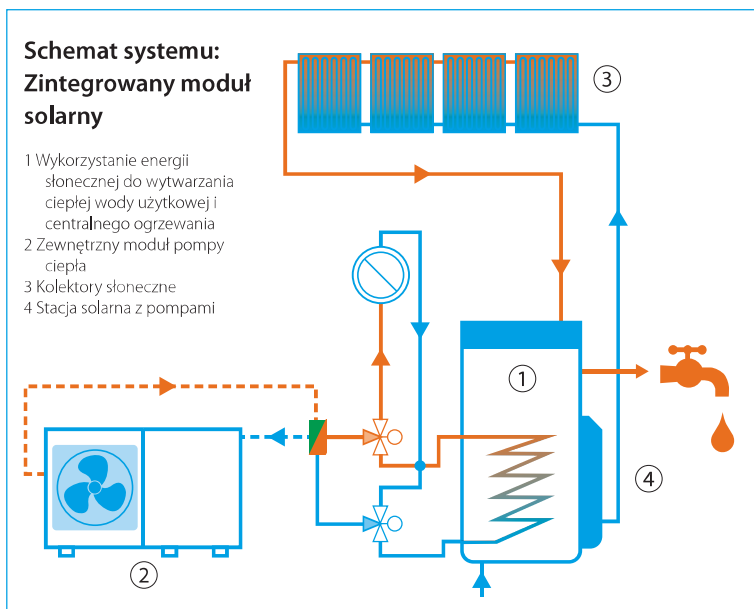 Schemat systemu:
Zintegrowany moduł
solarny
1 Wykorzystanie energii
słonecznej do wytwarzania
ciepłej wody użytkowej i
centralnego ogrzewania
2 Zewnętrzny moduł pompy
ciepła
3 Kolektory słoneczne
4 Stacja solarna z pompami
3
1
4
2